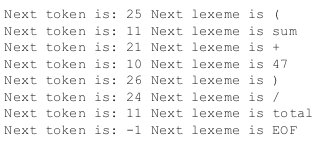 Next token is: 25 Next lexeme is (
Next token is: 11 Next lexeme is sum
Next token is: 21 Next lexeme is +
Next token is: 10 Next lexeme is 47
Next token is: 26 Next lexeme is )
Next token is: 24 Next lexeme is /
Next token is: 11 Next lexeme is total
Next token is: -1 Next lexeme is EOF